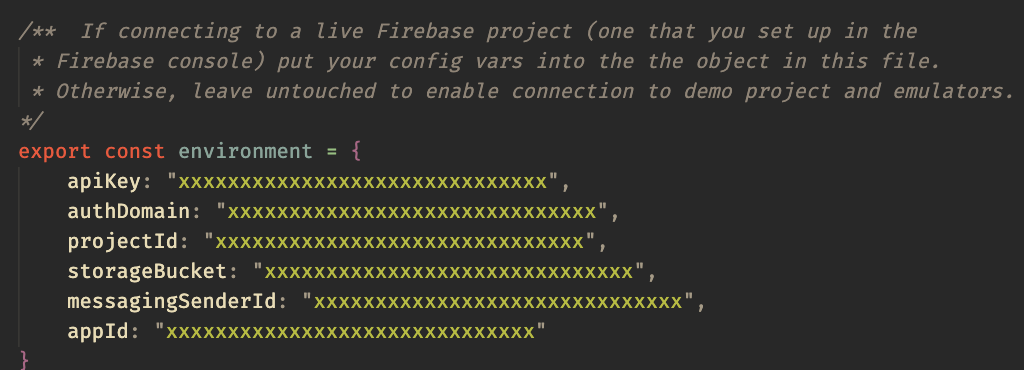 /**  If connecting to a live Firebase project (one that you set up in the
 * Firebase console) put your config vars into the the object in this file.
 * Otherwise, leave untouched to enable connection to demo project and emulators.
*/
export const environment = {
    apiKey: "xxxxxxxxxxxxxxxxxxxxxxxxxxxxxx",
    authDomain: "xxxxxxxxxxxxxxxxxxxxxxxxxxxxxx",
    projectId: "xxxxxxxxxxxxxxxxxxxxxxxxxxxxxx",
    storageBucket: "xxxxxxxxxxxxxxxxxxxxxxxxxxxxxx",
    messagingSenderId: "xxxxxxxxxxxxxxxxxxxxxxxxxxxxxx",
    appId: "xxxxxxxxxxxxxxxxxxxxxxxxxxxxxx"
}